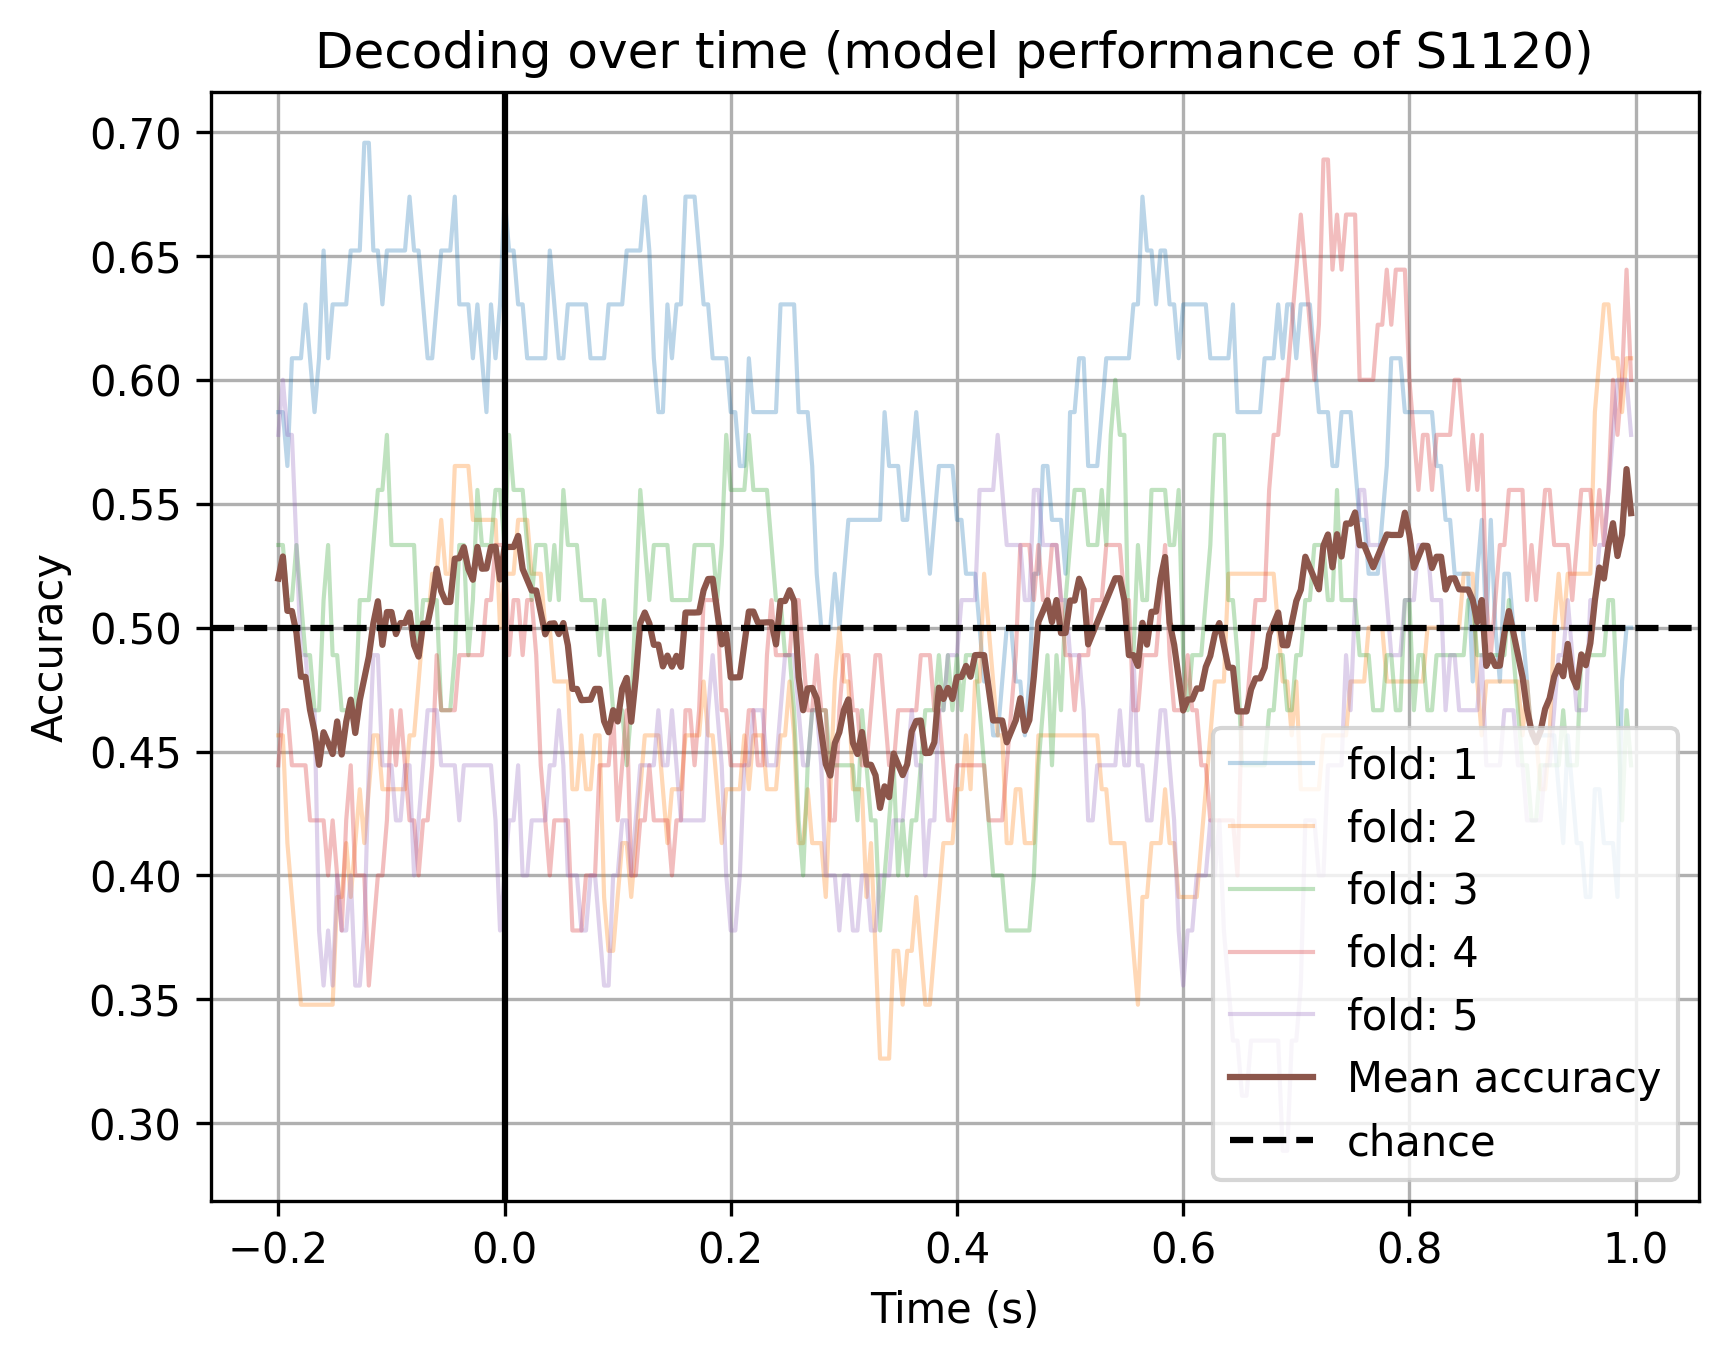 Decoding over time (model performance of S1120)
Accuracy
0.70
0.65
0.60
0.55
0.50
0.45
0.40
0.35
0.30
−0.2 0.0 0.2 0.4 0.6 0.8 1.0
Time (s)
fold: 1
fold: 2
fold: 3
fold: 4
fold: 5
Mean accuracy
chance